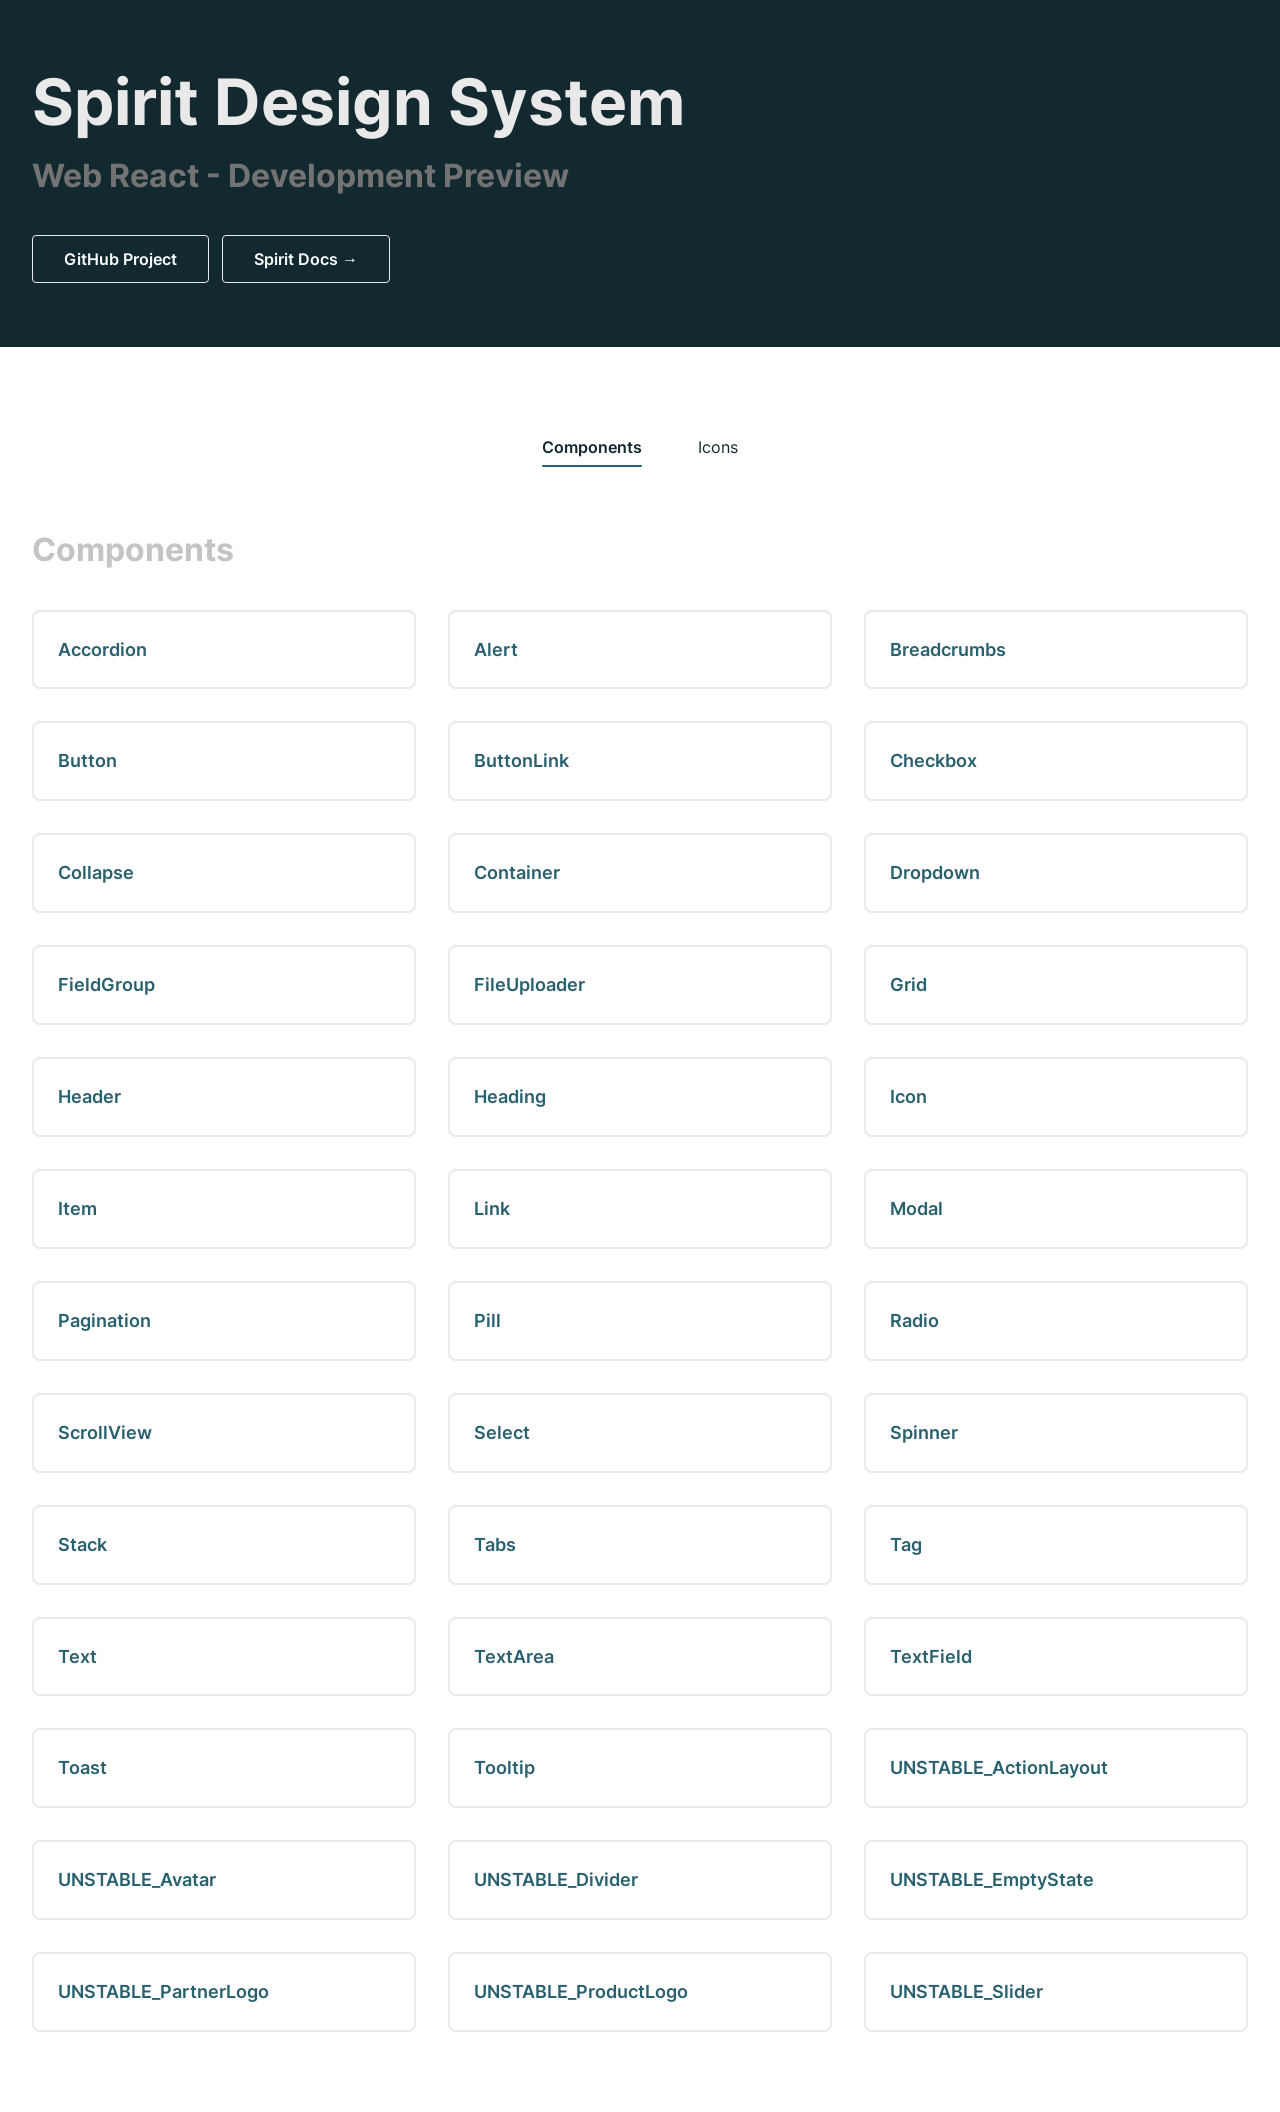 Spirit Design System
Web React - Development Preview
GitHub Project
Spirit Docs →
Components
Icons
Components
Accordion
Alert
Breadcrumbs
Button
ButtonLink
Checkbox
Collapse
Container
Dropdown
FieldGroup
FileUploader
Grid
Header
Heading
Icon
Item
Link
Modal
Pagination
Pill
Radio
ScrollView
Select
Spinner
Stack
Tabs
Tag
Text
TextArea
TextField
Toast
Tooltip
UNSTABLE_ActionLayout
UNSTABLE_Avatar
UNSTABLE_Divider
UNSTABLE_EmptyState
UNSTABLE_PartnerLogo
UNSTABLE_ProductLogo
UNSTABLE_Slider